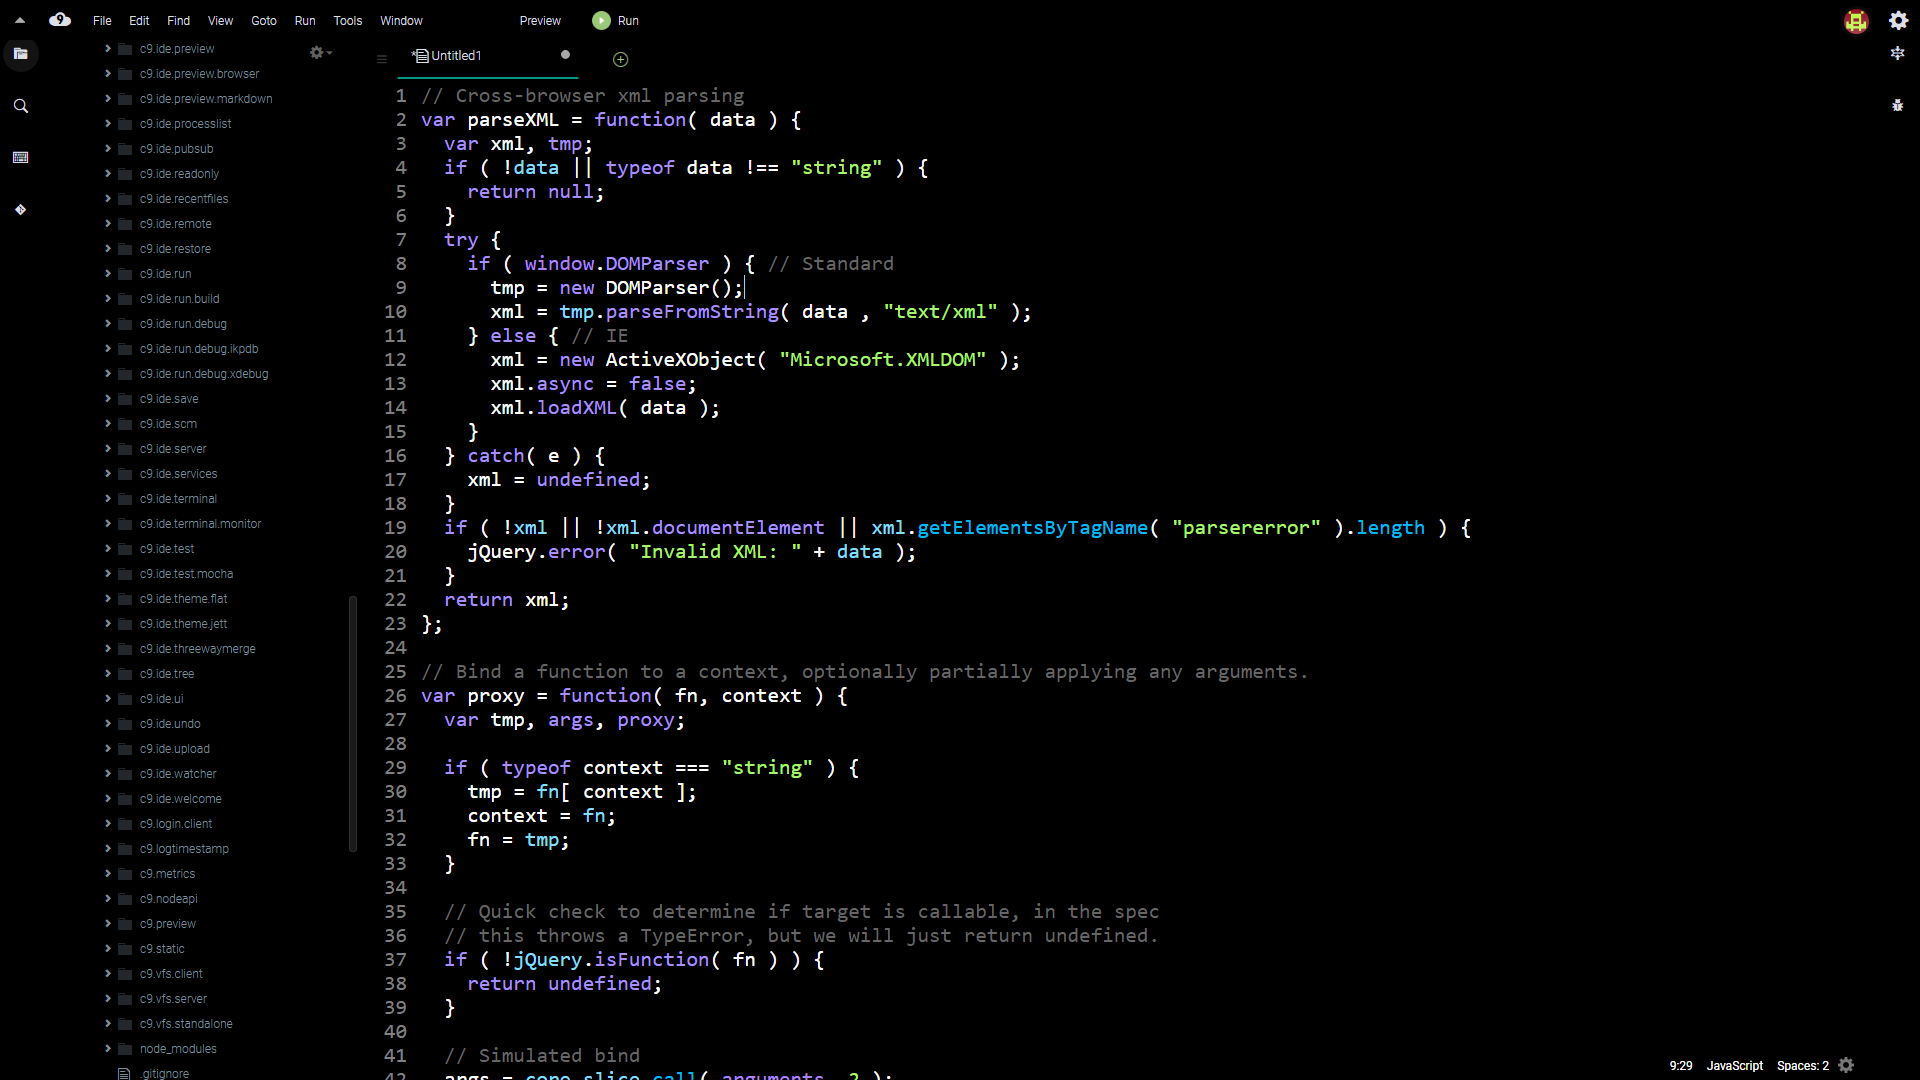 File Edit Find View Goto Run Tools Window Preview Run
c9.ide.preview
c9.ide.preview.browser
c9.ide.preview.markdown
c9.ide.processlist
c9.ide.pubsub
c9.ide.readonly
c9.ide.recentfiles
c9.ide.remote
c9.ide.restore
c9.ide.run
c9.ide.run.build
c9.ide.run.debug
c9.ide.run.debug.ikpdb
c9.ide.run.debug.xdebug
c9.ide.save
c9.ide.scm
c9.ide.server
c9.ide.services
c9.ide.terminal
c9.ide.terminal.monitor
c9.ide.test
c9.ide.test.mocha
c9.ide.theme.flat
c9.ide.theme.jett
c9.ide.threewaymerge
c9.ide.tree
c9.ide.ui
c9.ide.undo
c9.ide.upload
c9.ide.watcher
c9.ide.welcome
c9.login.client
c9.logtimestamp
c9.metrics
c9.nodeapi
c9.preview
c9.static
c9.vfs.client
c9.vfs.server
c9.vfs.standalone
node_modules
.gitignore
*Untitled1
1 // Cross-browser xml parsing
2 var parseXML = function( data ) {
3   var xml, tmp;
4   if ( !data || typeof data !== "string" ) {
5     return null;
6   }
7   try {
8     if ( window.DOMParser ) { // Standard
9       tmp = new DOMParser();
10       xml = tmp.parseFromString( data , "text/xml" );
11     } else { // IE
12       xml = new ActiveXObject( "Microsoft.XMLDOM" );
13       xml.async = false;
14       xml.loadXML( data );
15     }
16   } catch( e ) {
17     xml = undefined;
18   }
19   if ( !xml || !xml.documentElement || xml.getElementsByTagName( "parsererror" ).length ) {
20     jQuery.error( "Invalid XML: " + data );
21   }
22   return xml;
23 };
24
25 // Bind a function to a context, optionally partially applying any arguments.
26 var proxy = function( fn, context ) {
27   var tmp, args, proxy;
28
29   if ( typeof context === "string" ) {
30     tmp = fn[ context ];
31     context = fn;
32     fn = tmp;
33   }
34
35   // Quick check to determine if target is callable, in the spec
36   // this throws a TypeError, but we will just return undefined.
37   if ( !jQuery.isFunction( fn ) ) {
38     return undefined;
39   }
40
41   // Simulated bind
42   args = core_slice.call( arguments, 2 );
9:29 JavaScript Spaces: 2